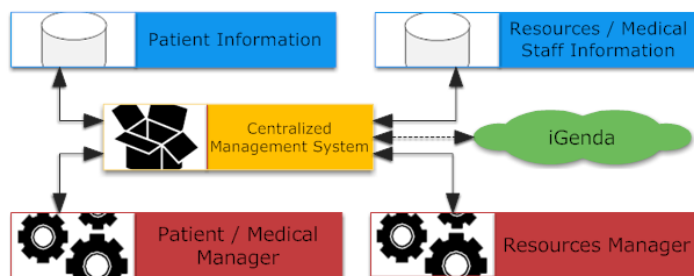 Patient Information
Resources / Medical
Staff Information
Centralized
Management System
iGenda
Patient / Medical
Manager
Resources Manager